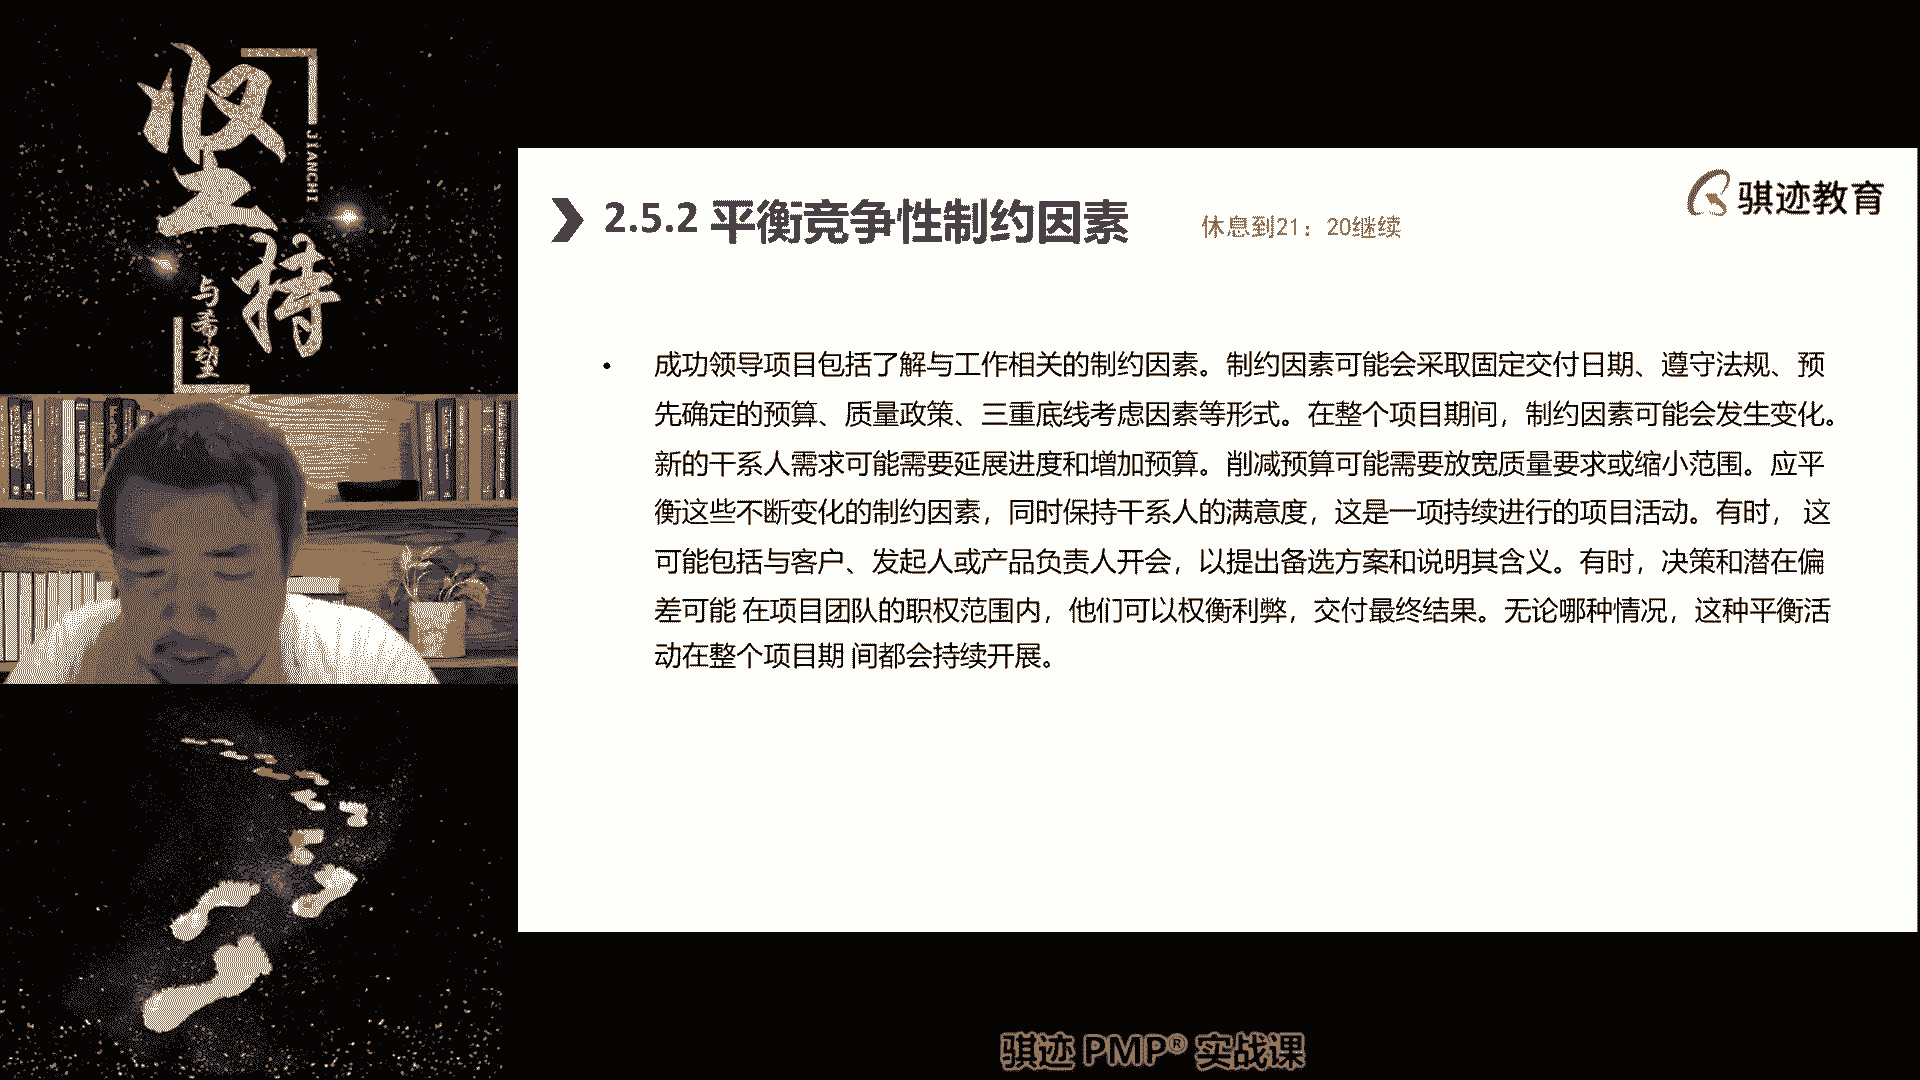 坚持
JIANCHI
与希望
2.5.2 平衡竞争性制约因素
休息到21：20继续
骐迹教育
• 成功领导项目包括了解与工作相关的制约因素。制约因素可能会采取固定交付日期、遵守法规、预
先确定的预算、质量政策、三重底线考虑因素等形式。在整个项目期间，制约因素可能会发生变化。
新的干系人需求可能需要延展进度和增加预算。削减预算可能需要放宽质量要求或缩小范围。应平
衡这些不断变化的制约因素，同时保持干系人的满意度，这是一项持续进行的项目活动。有时， 这
可能包括与客户、发起人或产品负责人开会，以提出备选方案和说明其含义。有时，决策和潜在偏
差可能 在项目团队的职权范围内，他们可以权衡利弊，交付最终结果。无论哪种情况，这种平衡活
动在整个项目期 间都会持续开展。
骐迹 PMP® 实战课